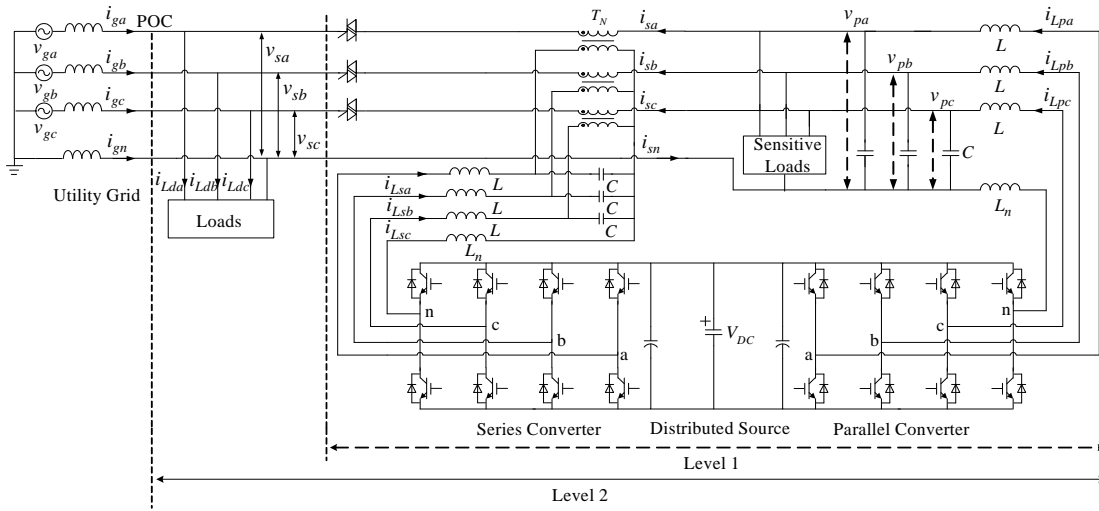 i_ga POC T_N i_sa v_pa i_Lpa
v_ga v_sa L
i_gb i_sb v_pb i_Lpb
v_gb v_sb L
i_gc i_sc v_pc i_Lpc
v_gc v_sc L
i_gn i_sn Sensitive Loads C
Utility Grid i_Lda i_Ldb i_Ldc L C L_n
Loads i_Lsa L C
i_Lsb L C
i_Lsc
L_n
n n
c + V_DC c
b b
a a
Series Converter Distributed Source Parallel Converter
Level 1
Level 2